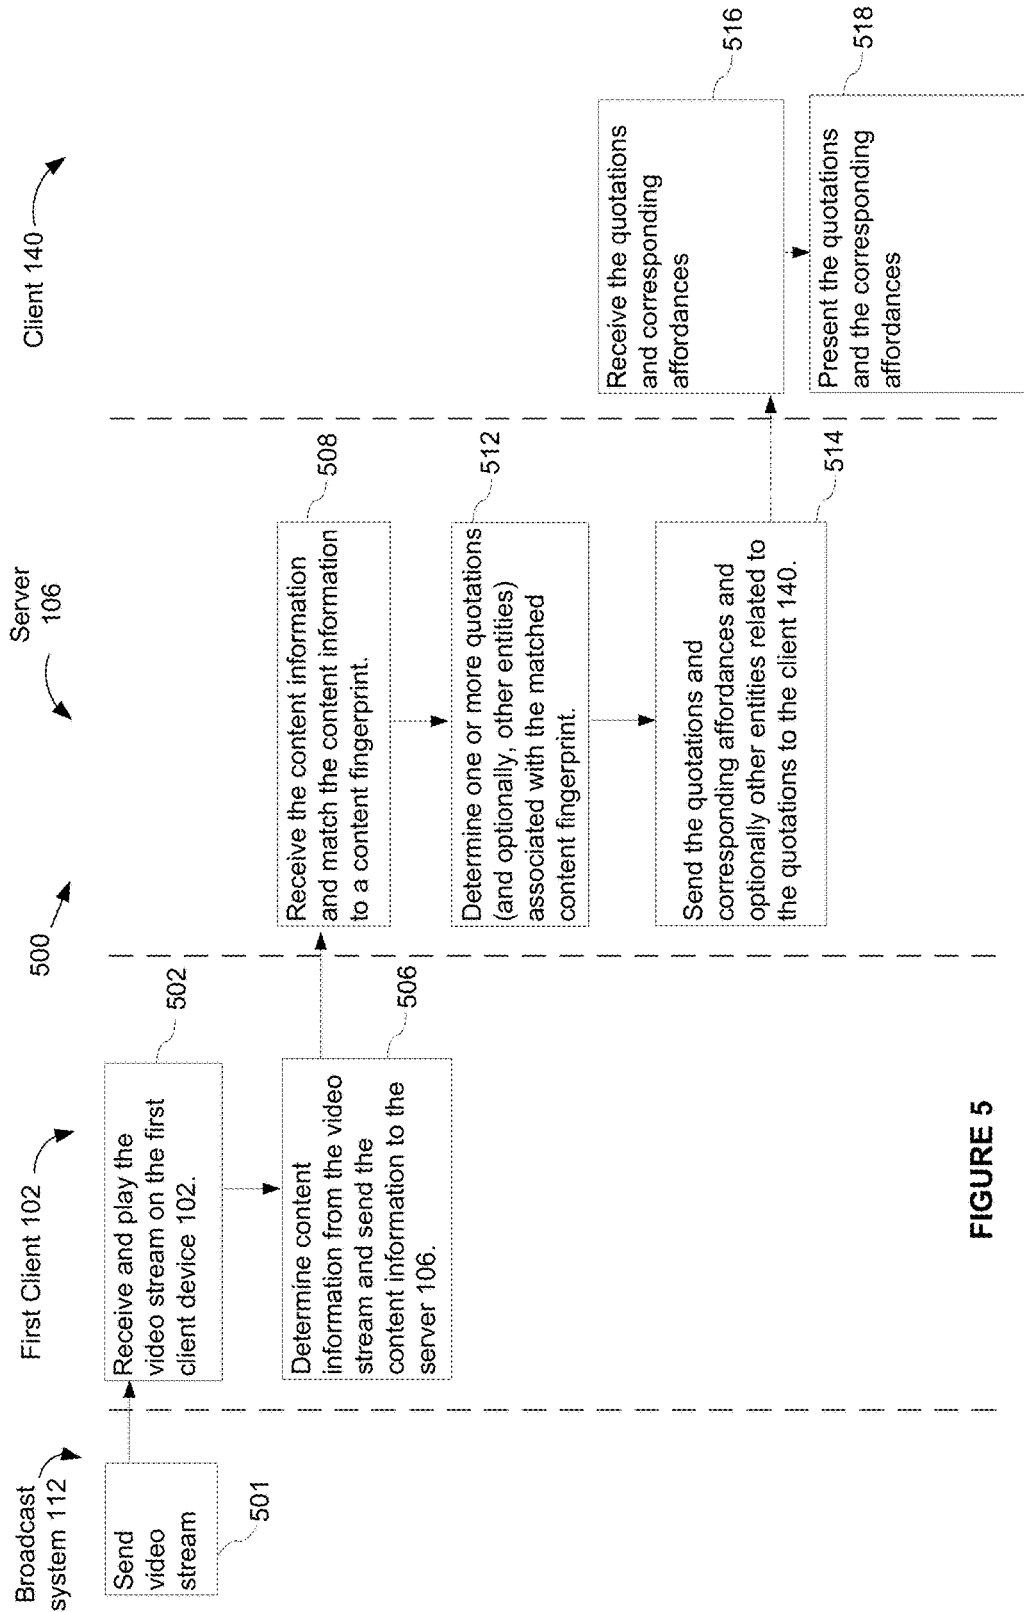 Broadcast
system 112
First Client 102
500
Server
106
Client 140
Send
video
stream
501
Receive and play the
video stream on the first
client device 102.
502
Determine content
information from the video
stream and send the
content information to the
server 106.
506
Receive the content information
and match the content information
to a content fingerprint.
508
Determine one or more quotations
(and optionally, other entities)
associated with the matched
content fingerprint.
512
Send the quotations and
corresponding affordances and
optionally other entities related to
the quotations to the client 140.
514
Receive the quotations
and corresponding
affordances
516
Present the quotations
and the corresponding
affordances
518
FIGURE 5